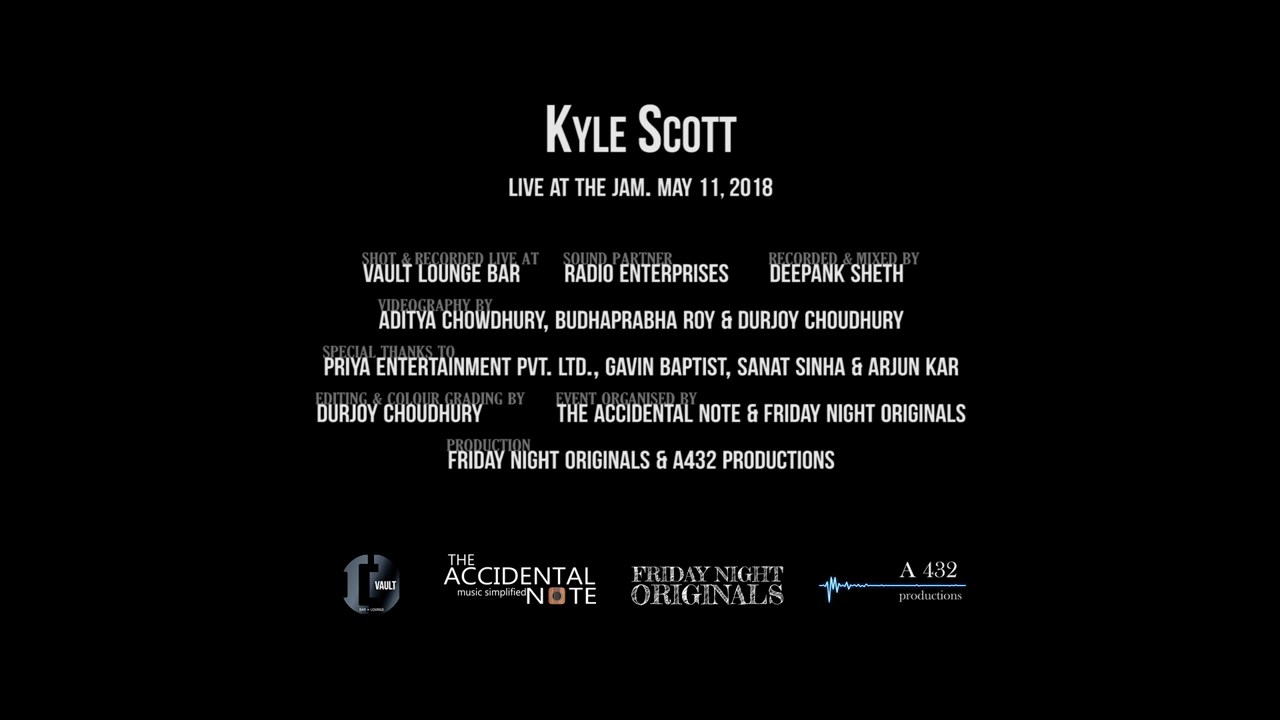 KYLE SCOTT
LIVE AT THE JAM. MAY 11, 2018
SHOT & RECORDED LIVE AT SOUND PARTNER RECORDED & MIXED BY
VAULT LOUNGE BAR RADIO ENTERPRISES DEEPANK SHETH
VIDEOGRAPHY BY
ADITYA CHOWDHURY, BUDHAPRABHA ROY & DURJOY CHOUDHURY
SPECIAL THANKS TO
PRIYA ENTERTAINMENT PVT. LTD., GAVIN BAPTIST, SANAT SINHA & ARJUN KAR
EDITING & COLOUR GRADING BY EVENT ORGANISED BY
DURJOY CHOUDHURY THE ACCIDENTAL NOTE & FRIDAY NIGHT ORIGINALS
PRODUCTION
FRIDAY NIGHT ORIGINALS & A432 PRODUCTIONS
VAULT
BAR • LOUNGE
THE
ACCIDENTAL
music simplified NOTE
FRIDAY NIGHT
ORIGINALS
A 432
productions